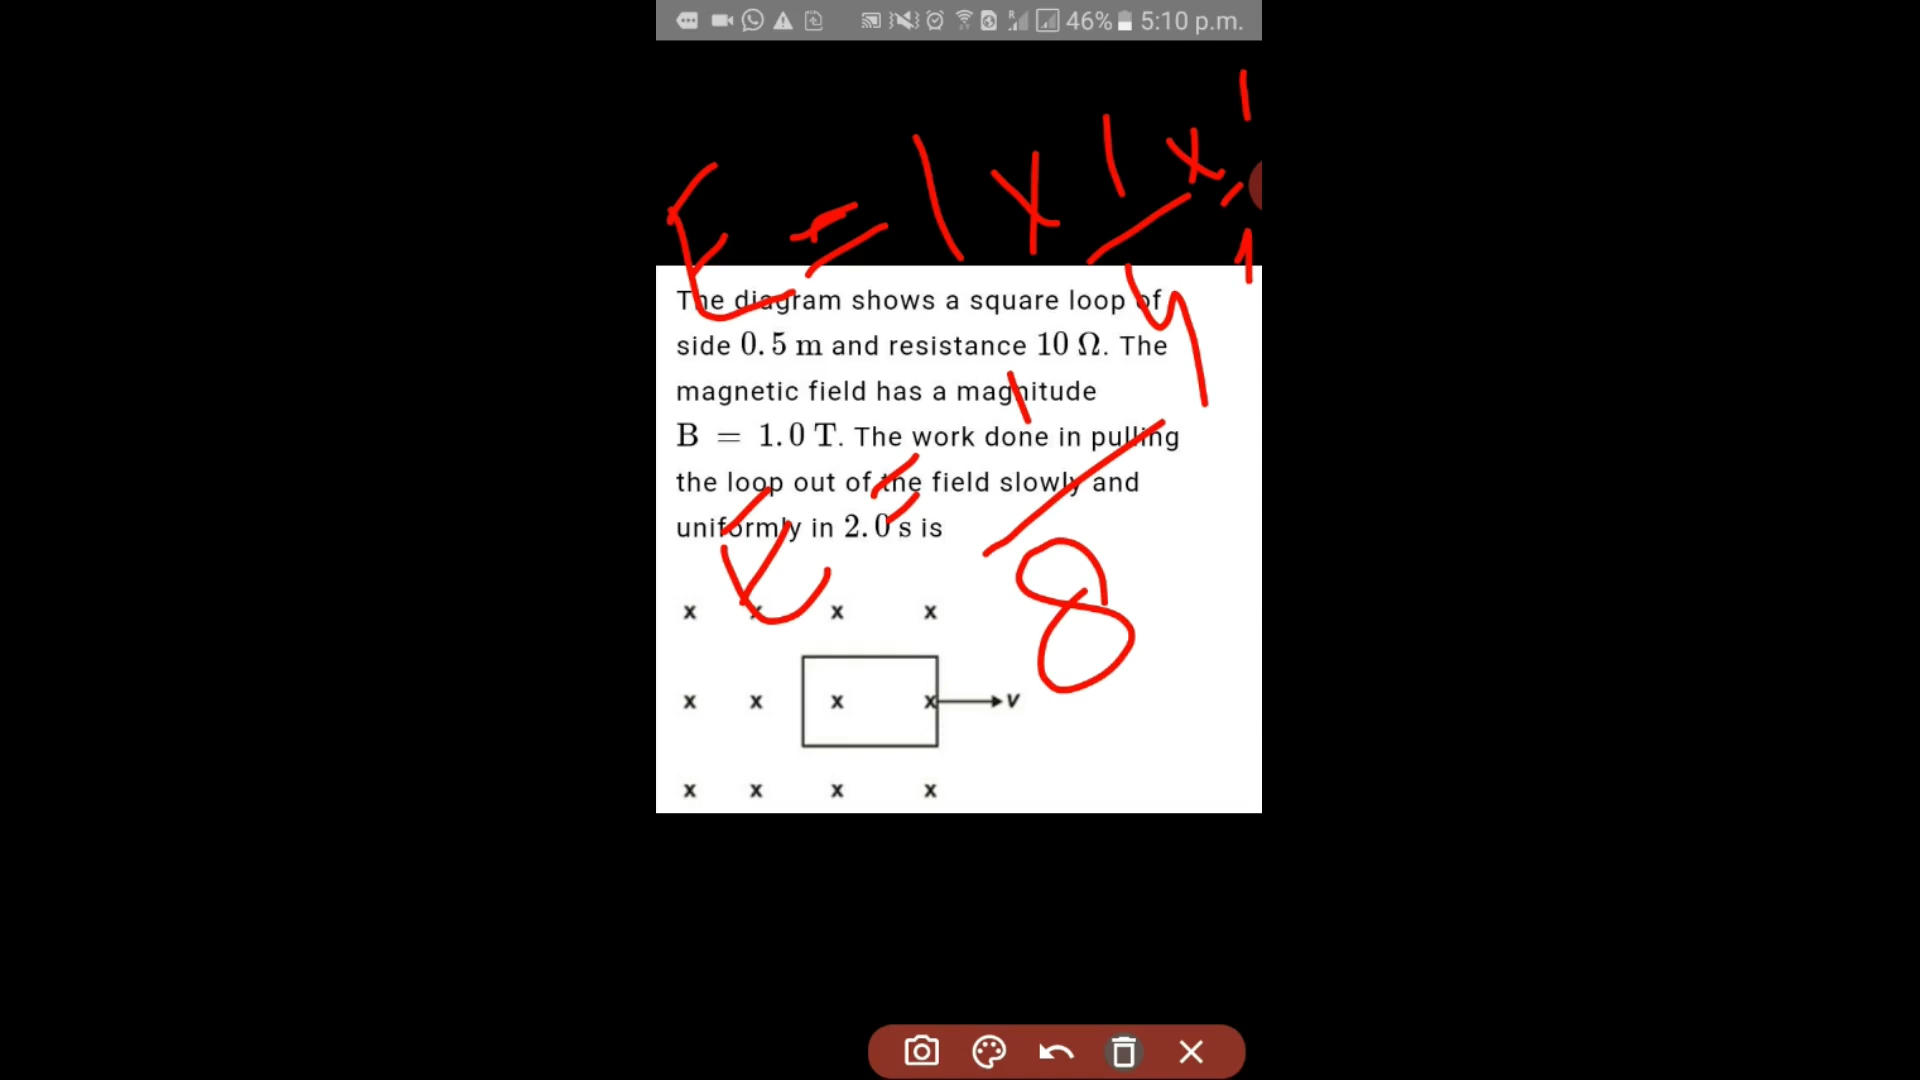 46% 5:10 p.m.
E = 1 x 1 x 1
4
The diagram shows a square loop of
side 0.5 m and resistance 10 Ω. The
magnetic field has a magnitude
B = 1.0 T. The work done in pulling
the loop out of the field slowly and
uniformly in 2.0 s is
E = 1
8
x x x x
x x x x v
x x x x